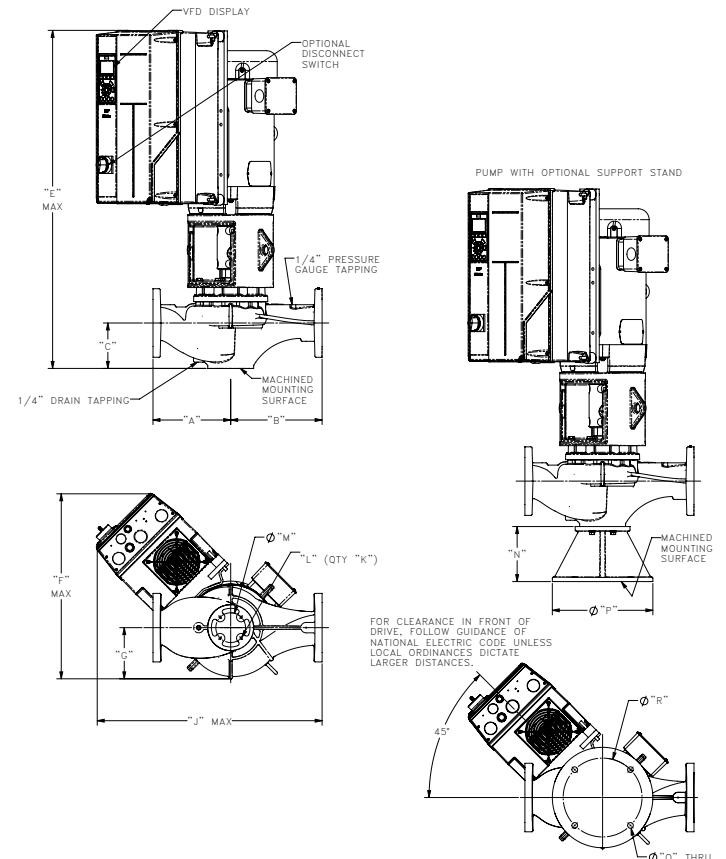 VFD DISPLAY
OPTIONAL
DISCONNECT
SWITCH
"E"
MAX
1/4" PRESSURE
GAUGE TAPPING
"C"
MACHINED
MOUNTING
SURFACE
1/4" DRAIN TAPPING
"A"
"B"
PUMP WITH OPTIONAL SUPPORT STAND
"N"
MACHINED
MOUNTING
SURFACE
Ø"P"
Ø"M"
"L" (QTY "K")
"F"
MAX
"G"
"J" MAX
FOR CLEARANCE IN FRONT OF
DRIVE, FOLLOW GUIDANCE OF
NATIONAL ELECTRIC CODE UNLESS
LOCAL ORDINANCES DICTATE
LARGER DISTANCES.
45°
Ø"R"
Ø"Q" THRU